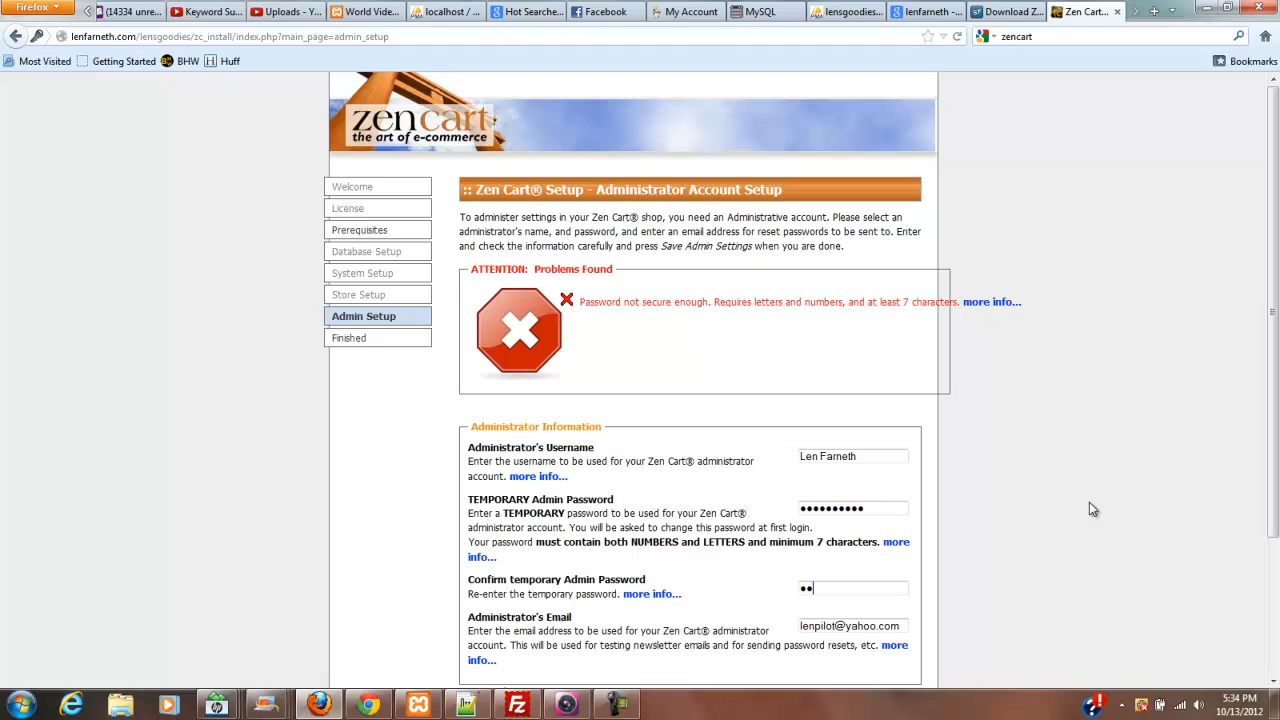 Firefox
(14334 unre...
Keyword Su...
Uploads - Y...
World Vide...
localhost / ...
Hot Searche...
Facebook
My Account
MySQL
lensgoodies...
lenfarneth -...
Download Z...
Zen Cart...
lenfarneth.com/lensgoodies/zc_install/index.php?main_page=admin_setup
zencart
Most Visited
Getting Started
BHW
Huff
Bookmarks
zencart
the art of e-commerce
Welcome
License
Prerequisites
Database Setup
System Setup
Store Setup
Admin Setup
Finished
:: Zen Cart® Setup - Administrator Account Setup
To administer settings in your Zen Cart® shop, you need an Administrative account. Please select an
administrator's name, and password, and enter an email address for reset passwords to be sent to. Enter
and check the information carefully and press Save Admin Settings when you are done.
ATTENTION: Problems Found
Password not secure enough. Requires letters and numbers, and at least 7 characters. more info...
Administrator Information
Administrator's Username
Enter the username to be used for your Zen Cart® administrator
account. more info...
Len Farneth
TEMPORARY Admin Password
Enter a TEMPORARY password to be used for your Zen Cart®
administrator account. You will be asked to change this password at first login.
Your password must contain both NUMBERS and LETTERS and minimum 7 characters. more
info...
Confirm temporary Admin Password
Re-enter the temporary password. more info...
Administrator's Email
Enter the email address to be used for your Zen Cart® administrator
account. This will be used for testing newsletter emails and for sending password resets, etc. more
info...
lenpilot@yahoo.com
5:34 PM
10/13/2012